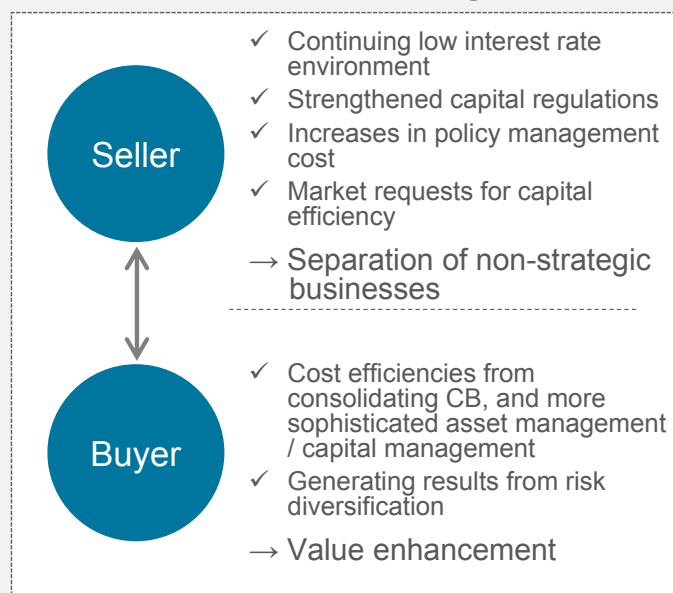 ✓ Continuing low interest rate
environment
✓ Strengthened capital regulations
✓ Increases in policy management
cost
✓ Market requests for capital
efficiency
→ Separation of non-strategic
businesses
Seller
✓ Cost efficiencies from
consolidating CB, and more
sophisticated asset management
/ capital management
✓ Generating results from risk
diversification
→ Value enhancement
Buyer